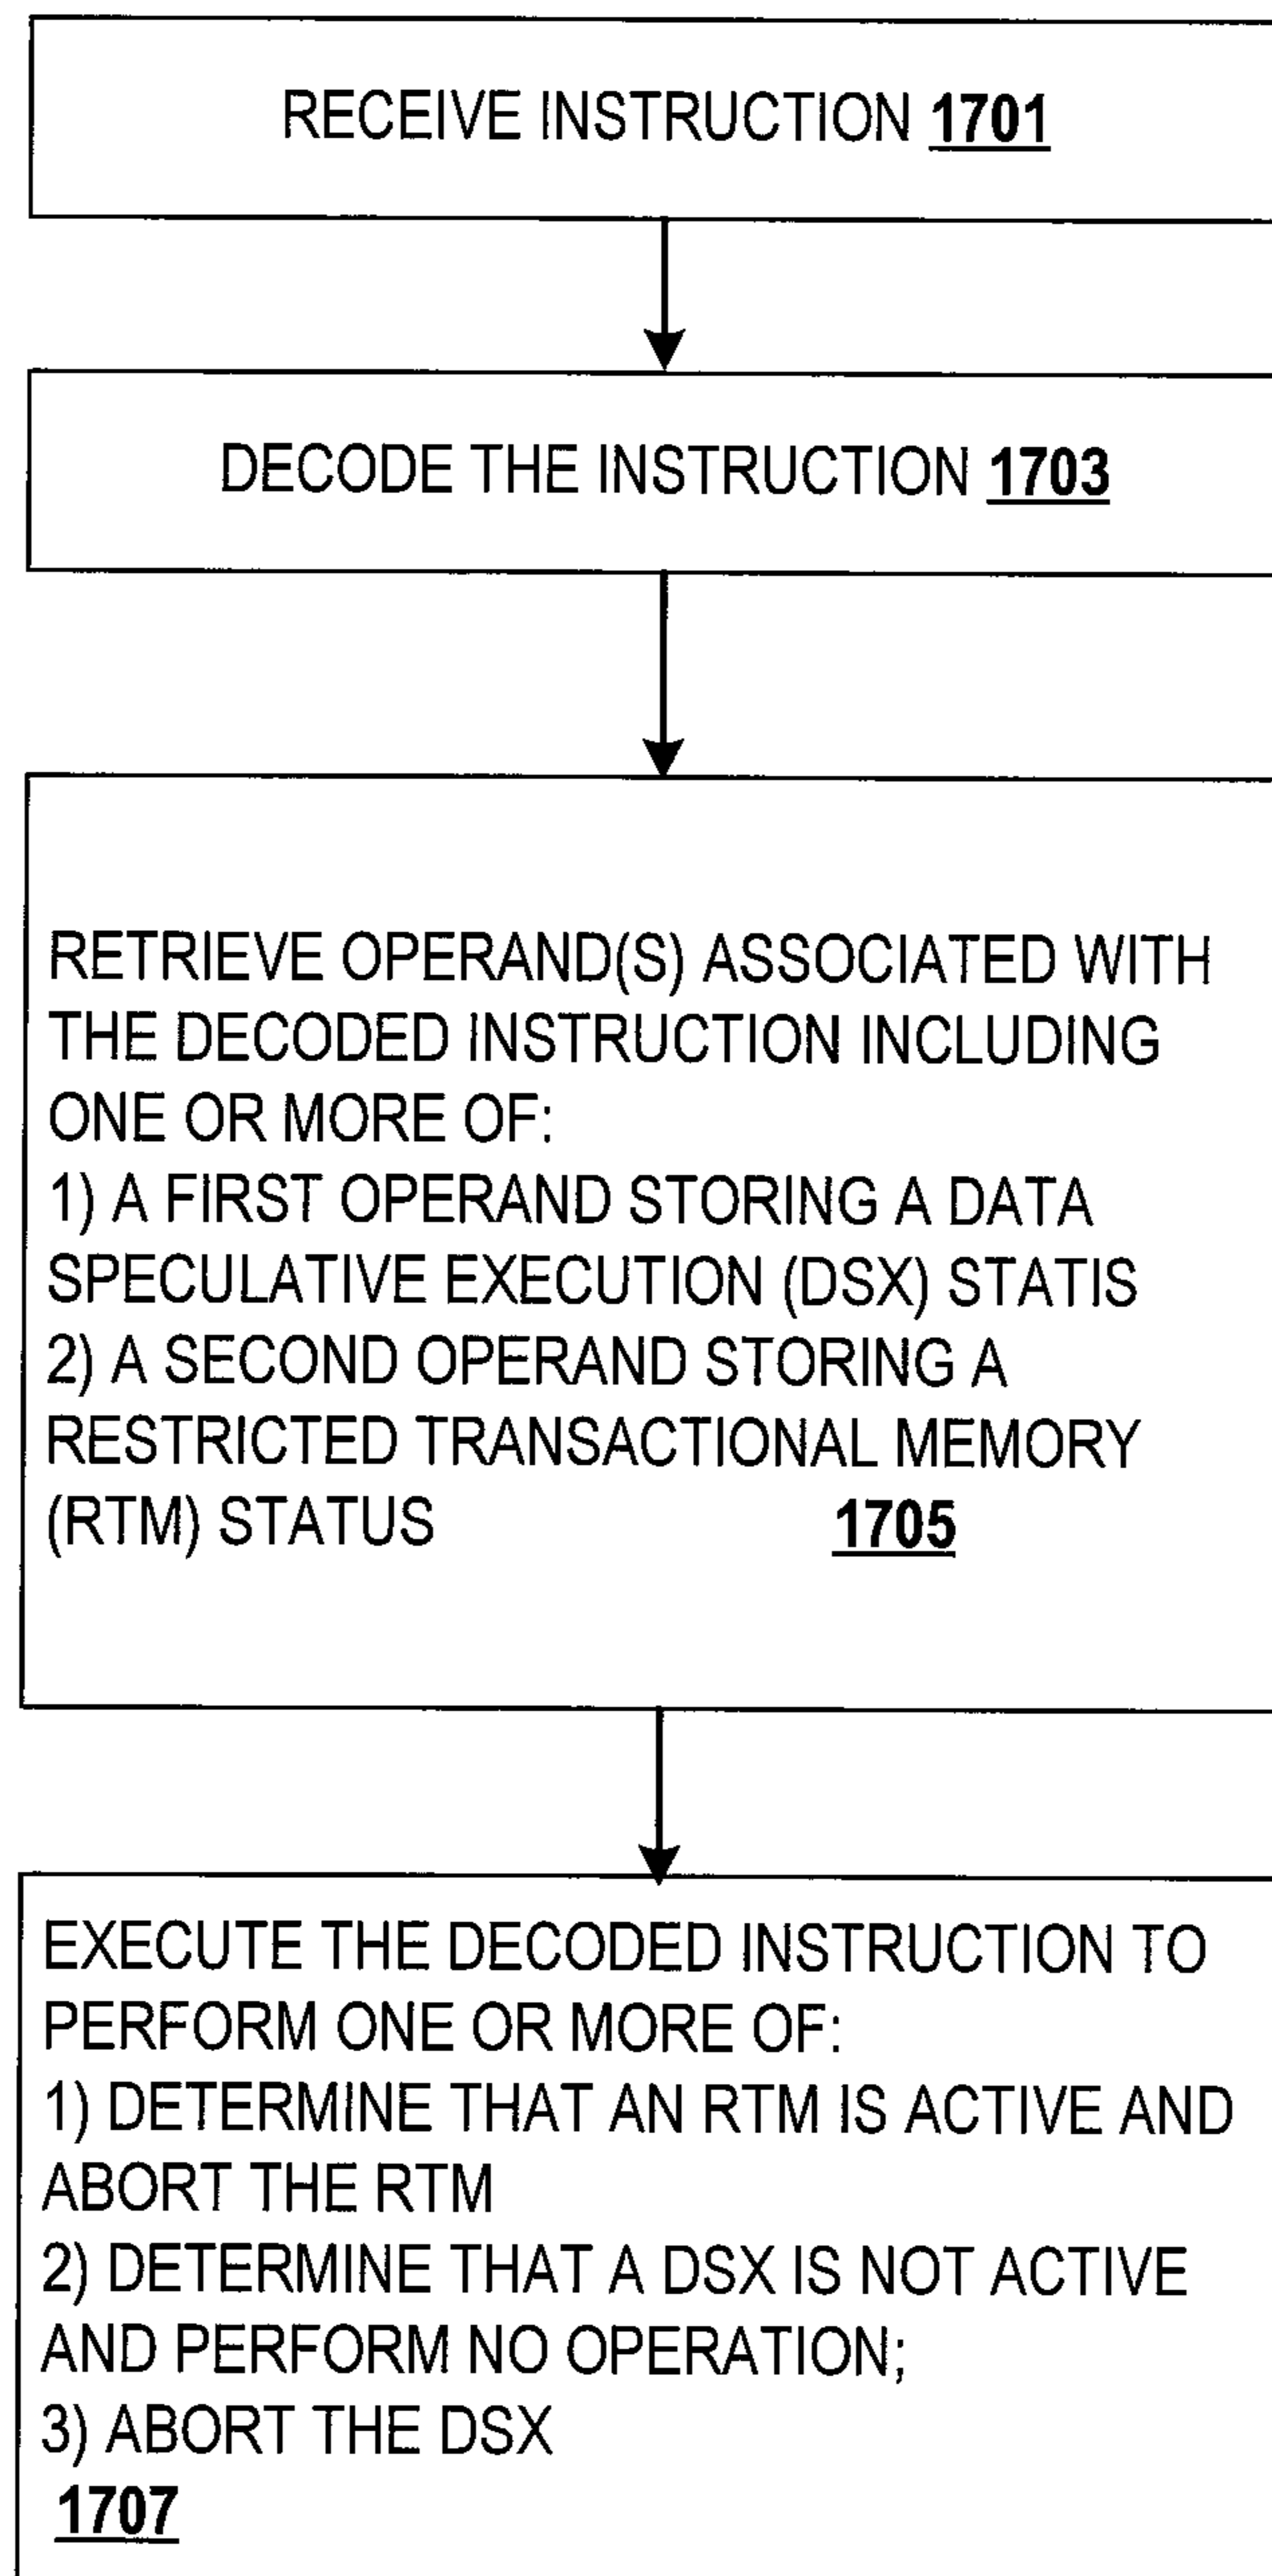 RECEIVE INSTRUCTION 1701
DECODE THE INSTRUCTION 1703
RETRIEVE OPERAND(S) ASSOCIATED WITH
THE DECODED INSTRUCTION INCLUDING
ONE OR MORE OF:
1) A FIRST OPERAND STORING A DATA
SPECULATIVE EXECUTION (DSX) STATIS
2) A SECOND OPERAND STORING A
RESTRICTED TRANSACTIONAL MEMORY
(RTM) STATUS 1705
EXECUTE THE DECODED INSTRUCTION TO
PERFORM ONE OR MORE OF:
1) DETERMINE THAT AN RTM IS ACTIVE AND
ABORT THE RTM
2) DETERMINE THAT A DSX IS NOT ACTIVE
AND PERFORM NO OPERATION;
3) ABORT THE DSX
1707